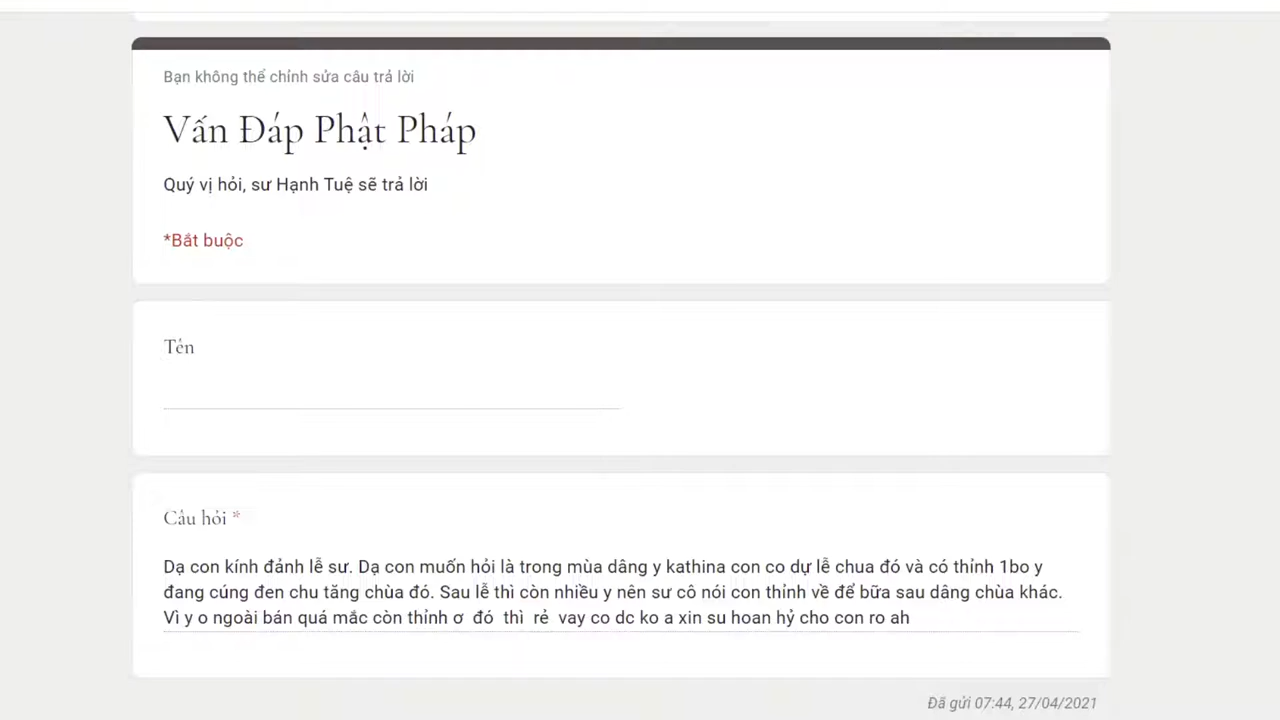 Bạn không thể chỉnh sửa câu trả lời
Vấn Đáp Phật Pháp
Quý vị hỏi, sư Hạnh Tuệ sẽ trả lời
*Bắt buộc
Tên
Câu hỏi *
Dạ con kính đảnh lễ sư. Dạ con muốn hỏi là trong mùa dâng y kathina con co dự lễ chua đó và có thỉnh 1bo y
đang cúng đen chu tăng chùa đó. Sau lễ thì còn nhiều y nên sư cô nói con thỉnh về để bữa sau dâng chùa khác.
Vì y o ngoài bán quá mắc còn thỉnh ơ đó thì rẻ vay co dc ko a xin su hoan hỷ cho con ro ah
Đã gửi 07:44, 27/04/2021